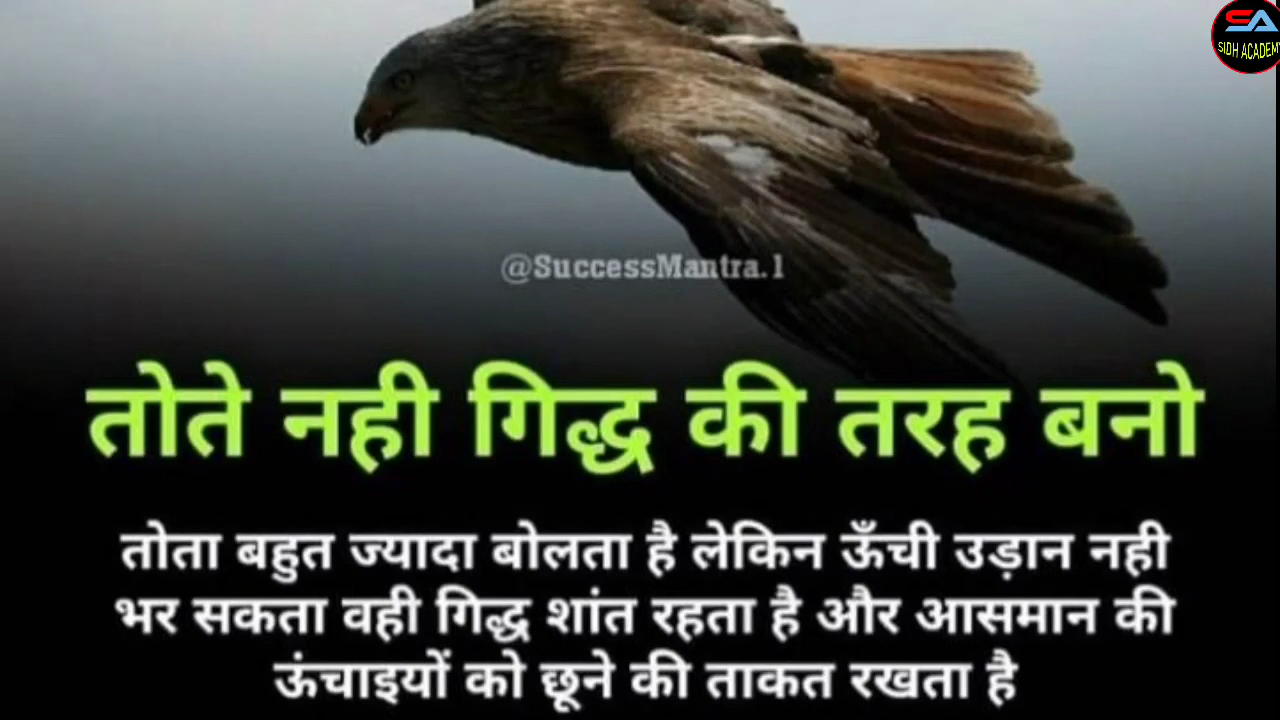 SA
SIDH ACADEMY
@SuccessMantra.1
तोते नही गिद्ध की तरह बनो
तोता बहुत ज्यादा बोलता है लेकिन ऊँची उड़ान नही
भर सकता वही गिद्ध शांत रहता है और आसमान की
ऊंचाइयों को छूने की ताकत रखता है